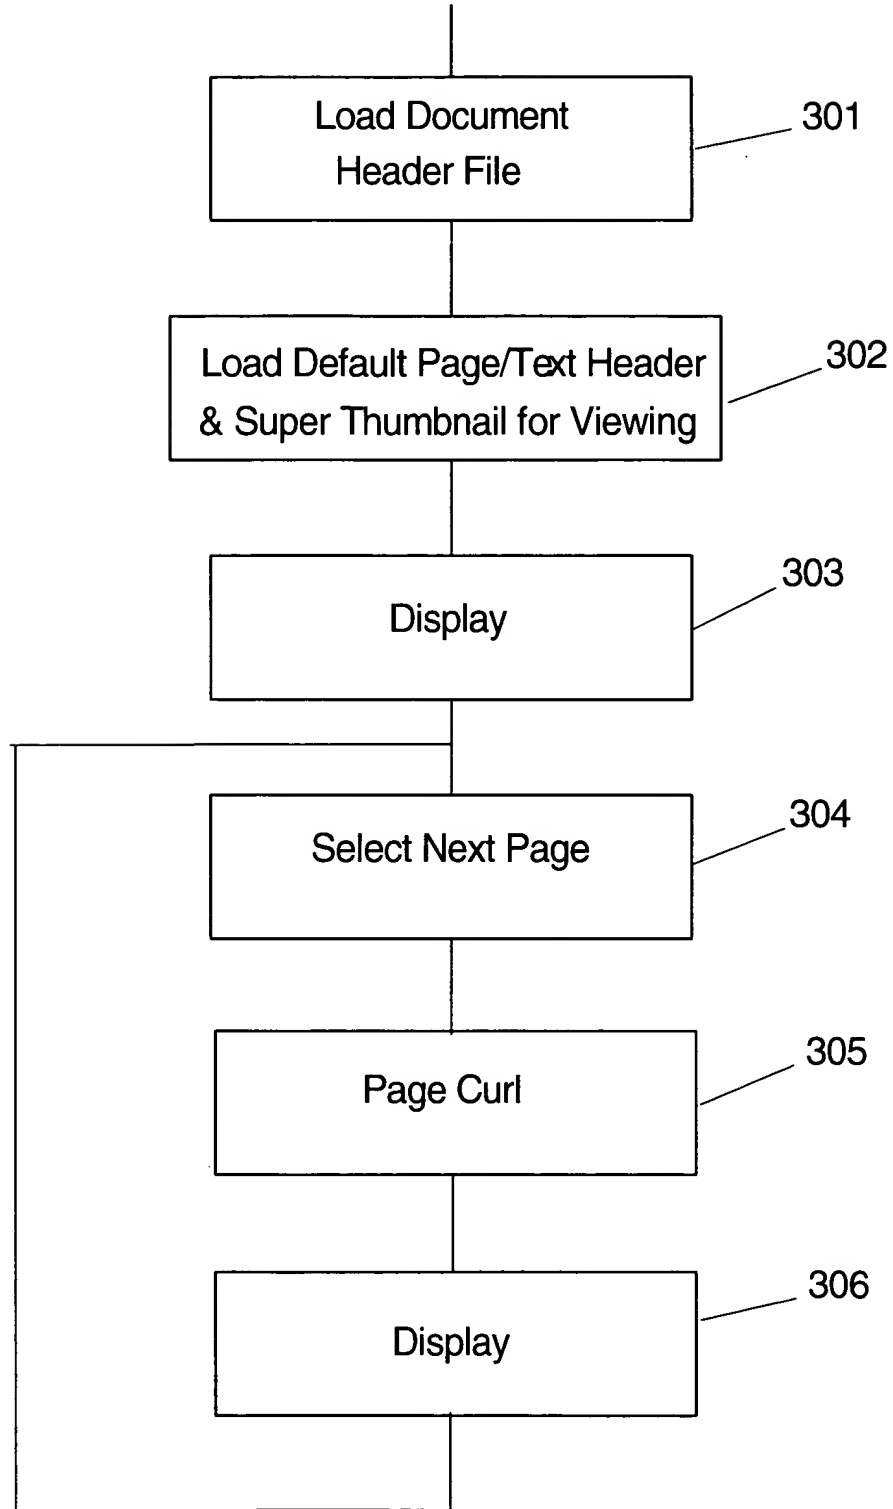 Load Document
Header File
301
Load Default Page/Text Header
& Super Thumbnail for Viewing
302
Display
303
Select Next Page
304
Page Curl
305
Display
306